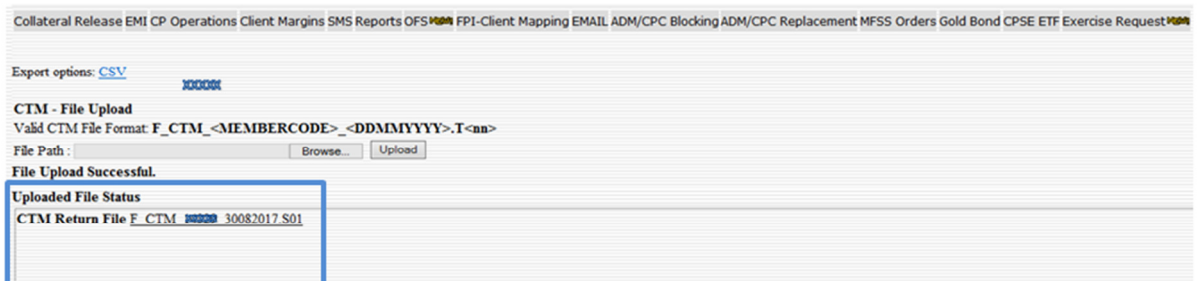 Collateral Release EMI CP Operations Client Margins SMS Reports OFS FPI-Client Mapping EMAIL ADM/CPC Blocking ADM/CPC Replacement MFSS Orders Gold Bond CPSE ETF Exercise Request
Export options: CSV
CTM - File Upload
Valid CTM File Format: F_CTM_<MEMBERCODE>_<DDMMYYYY>.T<nn>
File Path : Browse... Upload
File Upload Successful.
Uploaded File Status
CTM Return File F_CTM_ _30082017.S01